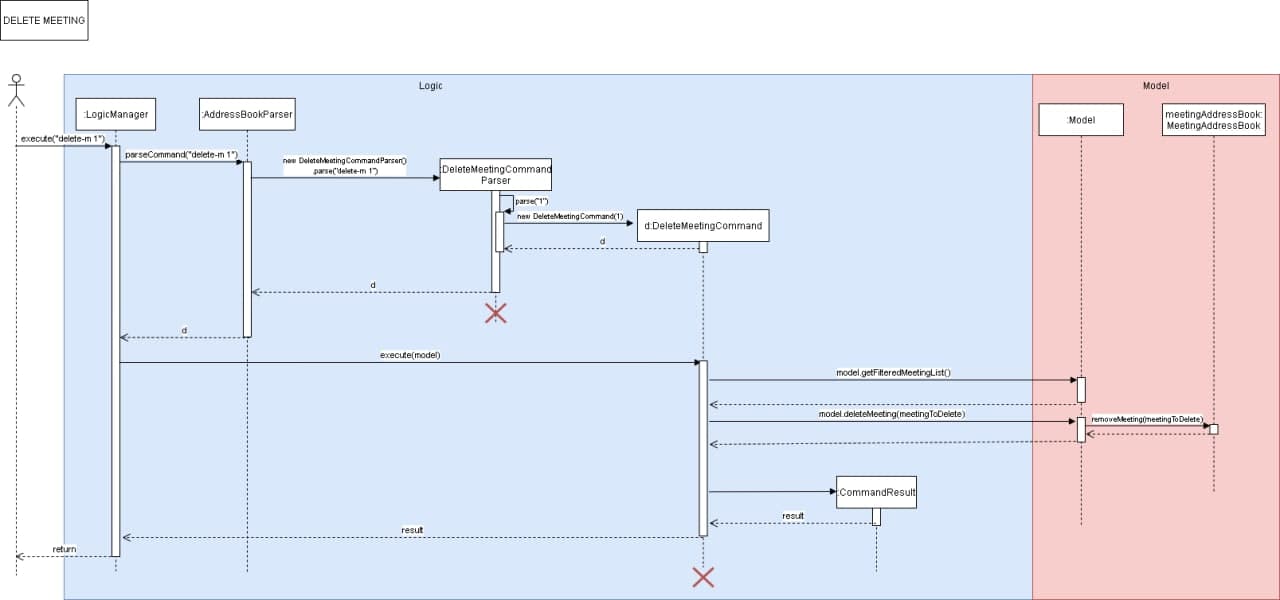 DELETE MEETING
Logic
Model
:LogicManager
:AddressBookParser
:Model
meetingAddressBook:
MeetingAddressBook
execute("delete-m 1")
parseCommand("delete-m 1")
new DeleteMeetingCommandParser()
.parse("delete-m 1")
:DeleteMeetingCommand
Parser
parse("1")
new DeleteMeetingCommand(1)
d:DeleteMeetingCommand
d
d
d
execute(model)
model.getFilteredMeetingList()
model.deleteMeeting(meetingToDelete)
removeMeeting(meetingToDelete)
:CommandResult
result
result
return